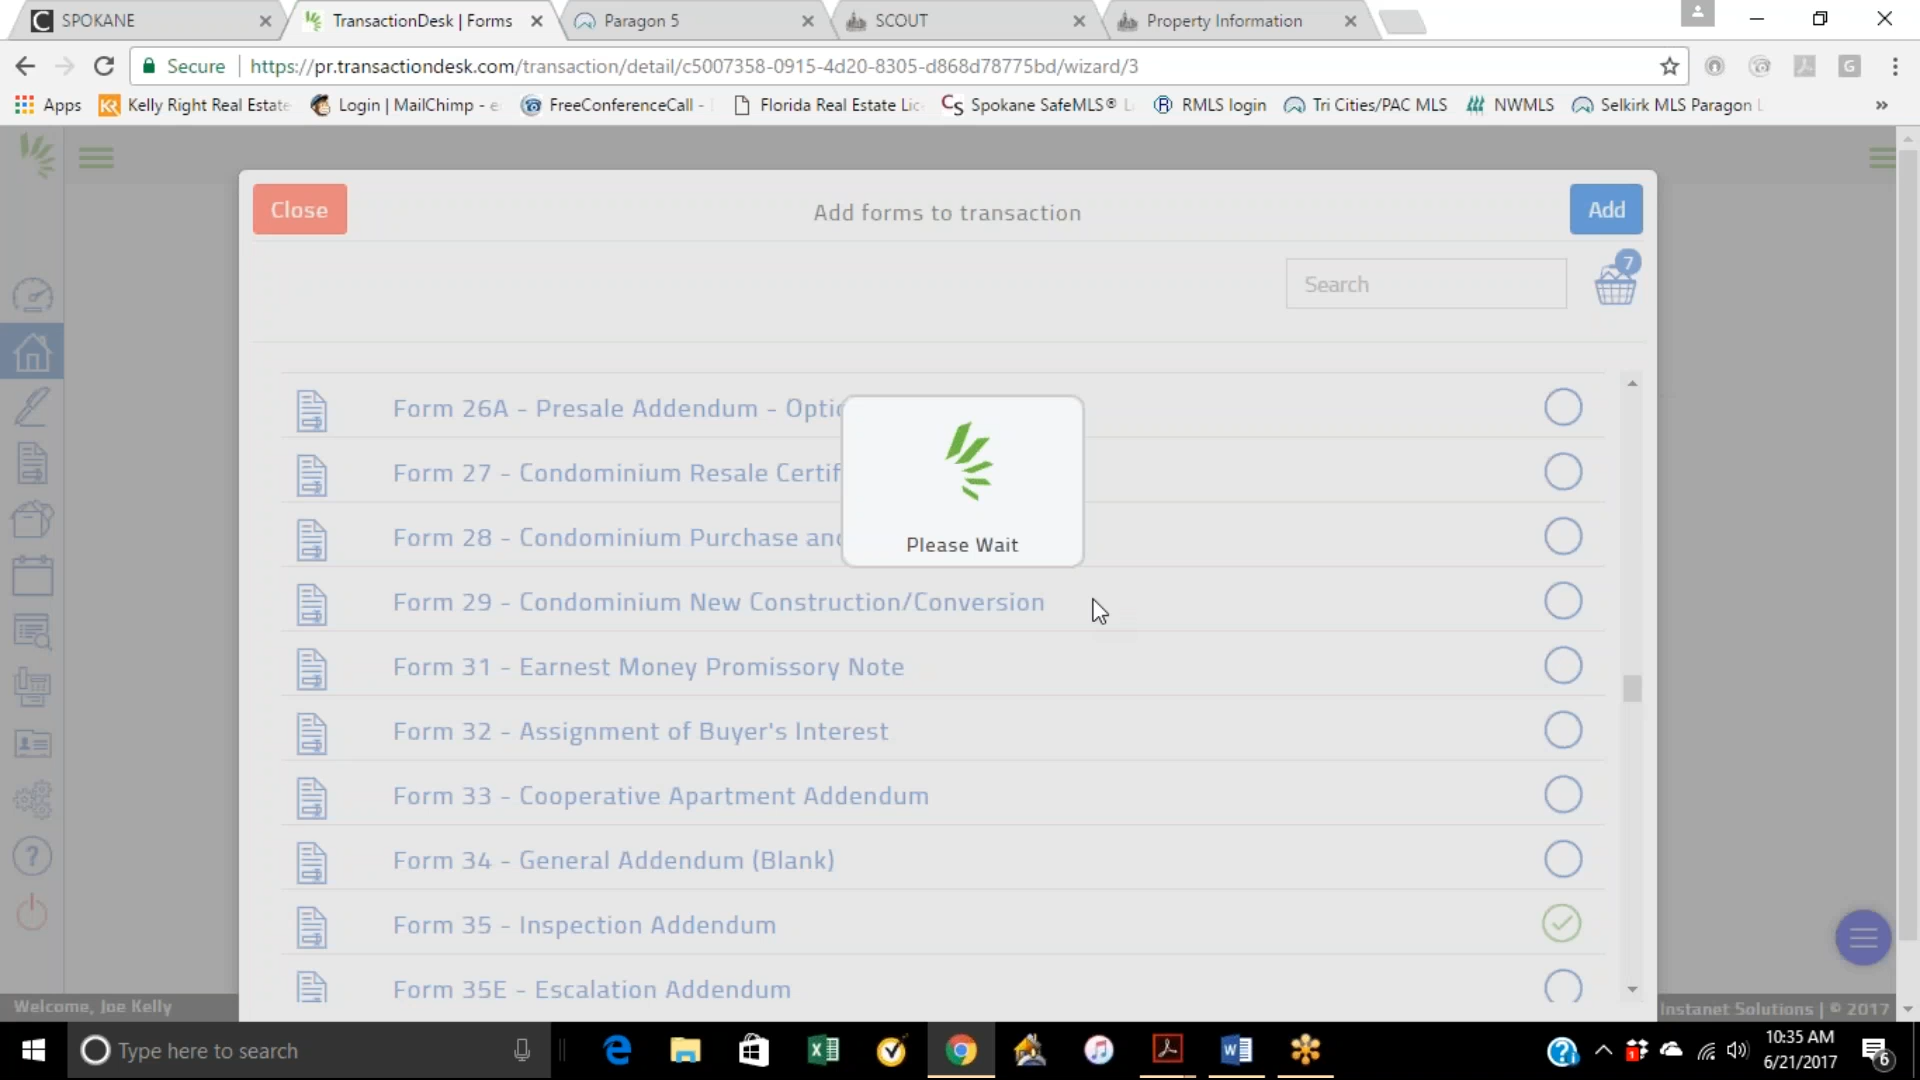 SPOKANE
TransactionDesk | Forms
Paragon 5
SCOUT
Property Information
Secure
https://pr.transactiondesk.com/transaction/detail/c5007358-0915-4d20-8305-d868d78775bd/wizard/3
Apps
Kelly Right Real Estate
Login | MailChimp - e
FreeConferenceCall -
Florida Real Estate Lic
Spokane SafeMLS® L
RMLS login
Tri Cities/PAC MLS
NWMLS
Selkirk MLS Paragon L
»
Close
Add forms to transaction
Add
Search
7
Form 26A - Presale Addendum - Optio
Form 27 - Condominium Resale Certif
Form 28 - Condominium Purchase and
Please Wait
Form 29 - Condominium New Construction/Conversion
Form 31 - Earnest Money Promissory Note
Form 32 - Assignment of Buyer's Interest
Form 33 - Cooperative Apartment Addendum
Form 34 - General Addendum (Blank)
Form 35 - Inspection Addendum
Form 35E - Escalation Addendum
Welcome, Joe Kelly
Instanet Solutions | © 2017
Type here to search
10:35 AM
6/21/2017
6